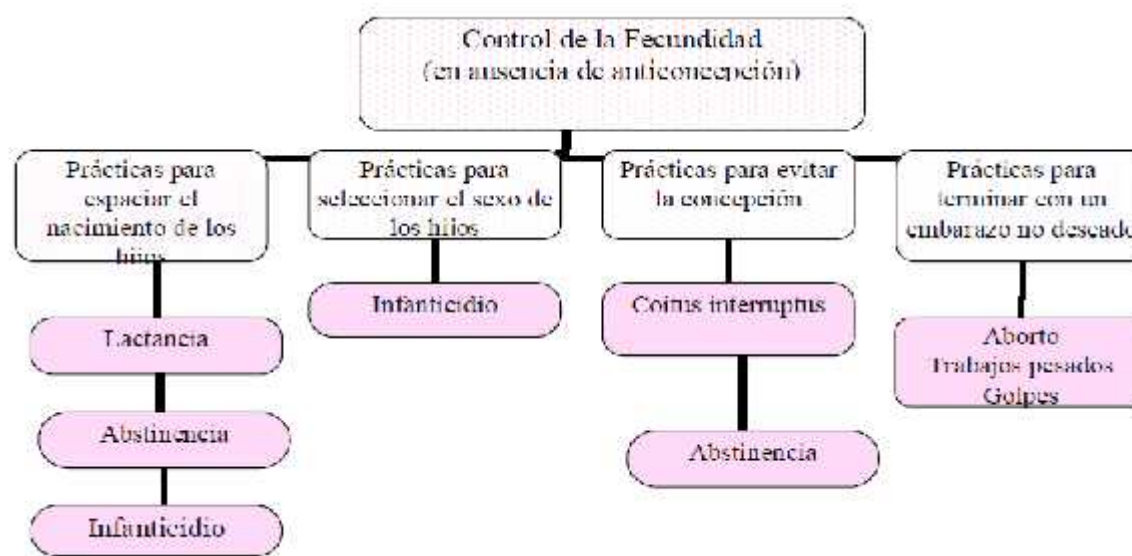 Control de la Fecundidad
(en ausencia de anticoncepción)
Prácticas para
espaciar el
nacimiento de los
hijos
Prácticas para
seleccionar el sexo de
los hijos
Prácticas para evitar
la concepción
Prácticas para
terminar con un
embarazo no deseado
Lactancia
Abstinencia
Infanticidio
Infanticidio
Coitus interruptus
Abstinencia
Aborto
Trabajos pesados
Golpes